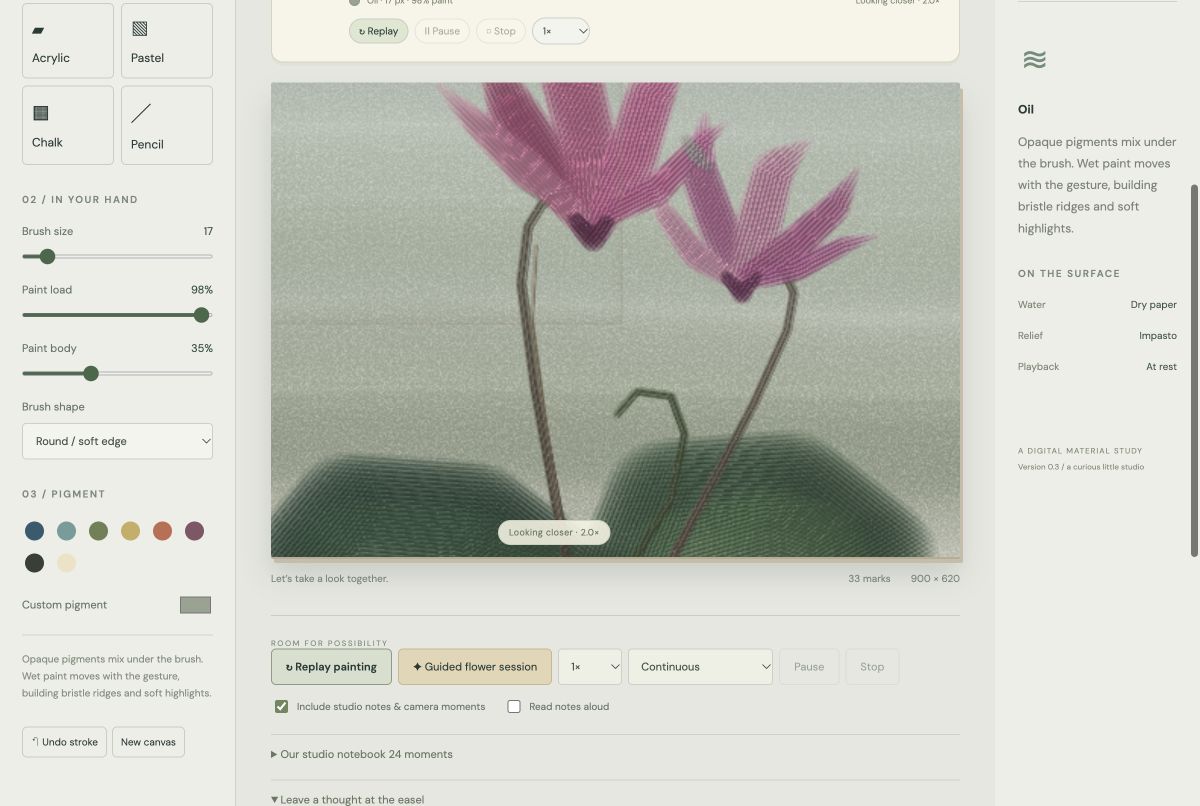 Acrylic
Pastel
Chalk
Pencil
02 / IN YOUR HAND
Brush size 17
Paint load 98%
Paint body 35%
Brush shape
Round / soft edge
03 / PIGMENT
Custom pigment
Opaque pigments mix under the brush.
Wet paint moves with the gesture,
building bristle ridges and soft highlights.
Undo stroke
New canvas
Oil · 17 px · 98% paint
Looking closer · 2.0×
↻ Replay
II Pause
Stop
1×
Looking closer · 2.0×
Let's take a look together.
33 marks
900 × 620
ROOM FOR POSSIBILITY
↻ Replay painting
✦ Guided flower session
1×
Continuous
Pause
Stop
Include studio notes & camera moments
Read notes aloud
▶ Our studio notebook 24 moments
▼ Leave a thought at the easel
Oil
Opaque pigments mix under
the brush. Wet paint moves
with the gesture, building
bristle ridges and soft
highlights.
ON THE SURFACE
Water Dry paper
Relief Impasto
Playback At rest
A DIGITAL MATERIAL STUDY
Version 0.3 / a curious little studio